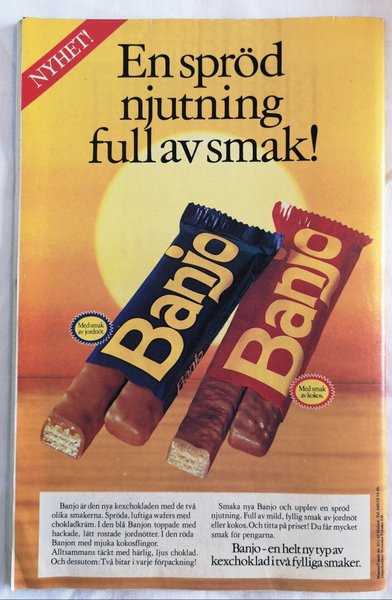 NYHET!
En spröd
njutning
full av smak!
Banjo
Banjo
Med smak
av jordnöt.
Med smak
av kokos.
Banjo är den nya kexchokladen med de två
olika smakerna. Spröda, luftiga wafers med
chokladkräm. I den blå Banjon toppade med
hackade, lätt rostade jordnötter. I den röda
Banjon med mjuka kokosflingor.
Alltsammans täckt med härlig, ljus choklad.
Och dessutom: Två bitar i varje förpackning!
Smaka nya Banjo och upplev en spröd
njutning. Full av mild, fyllig smak av jordnöt
eller kokos. Och titta på priset! Du får mycket
smak för pengarna.
Banjo – en helt ny typ av
kexchoklad i två fylliga smaker.